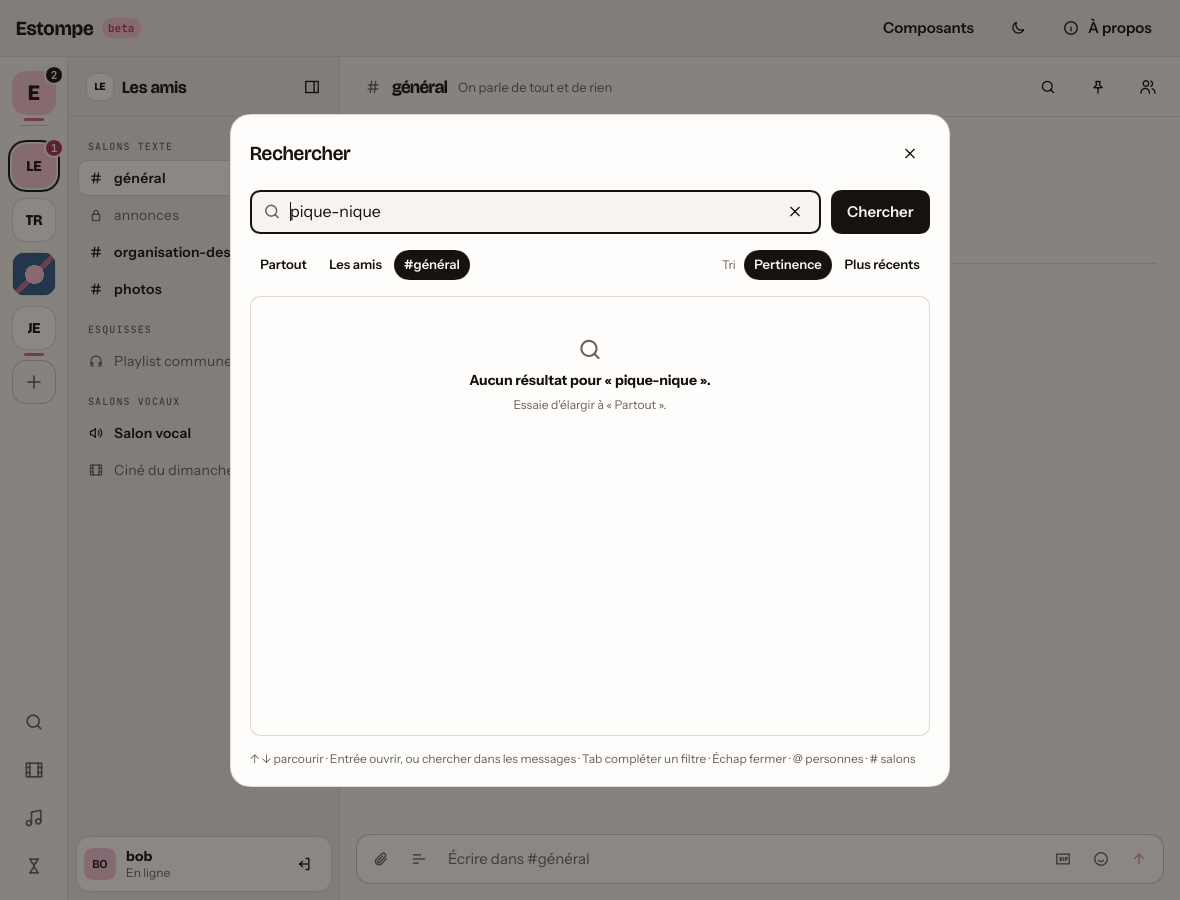 Estompe beta
Composants
À propos
E 2
LE Les amis
# général On parle de tout et de rien
LE 1
TR
JE
SALONS TEXTE
# général
annonces
# organisation-des
# photos
ESQUISSES
Playlist commune
SALONS VOCAUX
Salon vocal
Ciné du dimanche
Rechercher
pique-nique
Chercher
Partout Les amis #général
Tri Pertinence Plus récents
Aucun résultat pour « pique-nique ».
Essaie d'élargir à « Partout ».
↑ ↓ parcourir · Entrée ouvrir, ou chercher dans les messages · Tab compléter un filtre · Échap fermer · @ personnes · # salons
BO bob
En ligne
Écrire dans #général
GIF